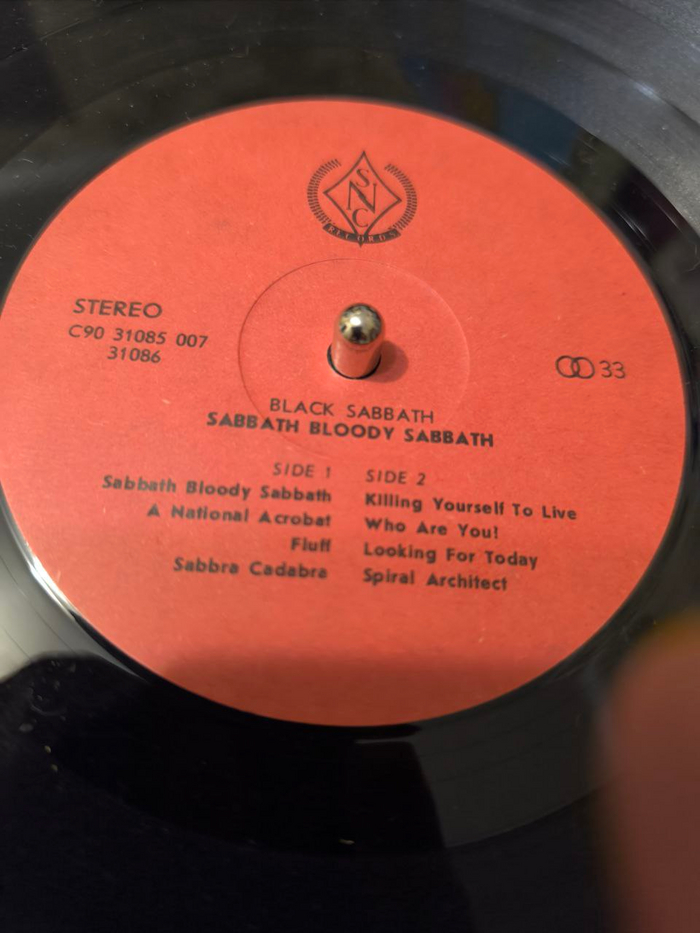 SNC
RECORDS
STEREO
C90 31085 007
31086
33
BLACK SABBATH
SABBATH BLOODY SABBATH
SIDE 1
Sabbath Bloody Sabbath
A National Acrobat
Fluff
Sabbra Cadabra
SIDE 2
Killing Yourself To Live
Who Are You!
Looking For Today
Spiral Architect